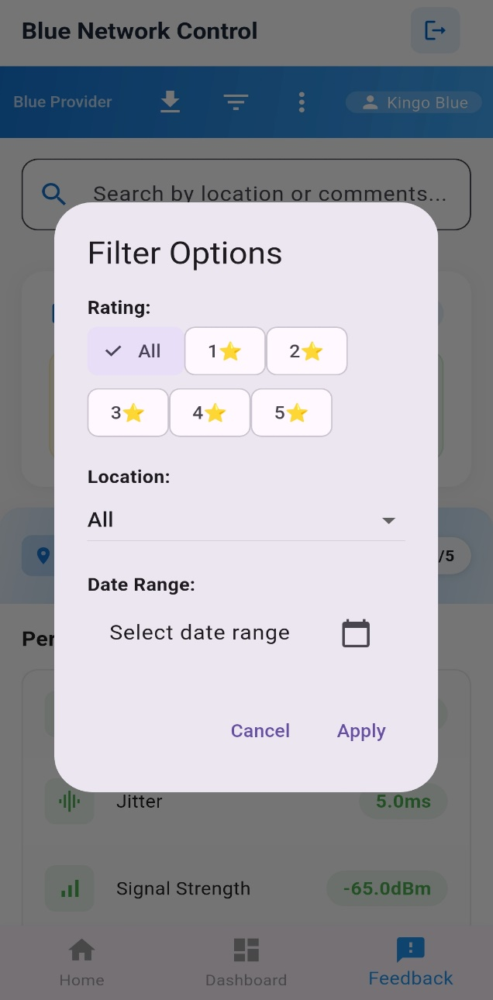 Blue Network Control
Blue Provider
Kingo Blue
Search by location or comments...
Filter Options
Rating:
All 1⭐ 2⭐
3⭐ 4⭐ 5⭐
Location:
All
/5
Date Range:
Select date range
Per
Cancel Apply
Jitter 5.0ms
Signal Strength -65.0dBm
Home Dashboard Feedback